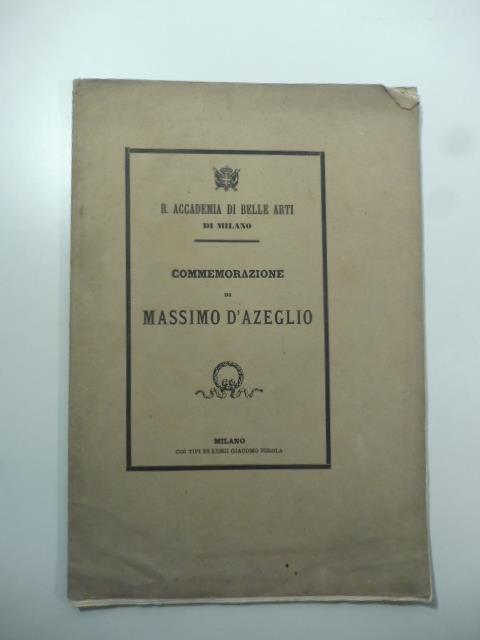 R. ACCADEMIA DI BELLE ARTI
DI MILANO
COMMEMORAZIONE
DI
MASSIMO D'AZEGLIO
MILANO
COI TIPI DI LUIGI GIACOMO PIROLA